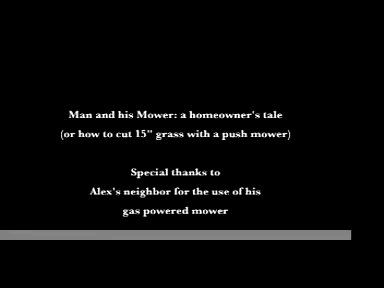 Man and his Mower: a homeowner's tale
(or how to cut 15" grass with a push mower)
Special thanks to
Alex's neighbor for the use of his
gas powered mower